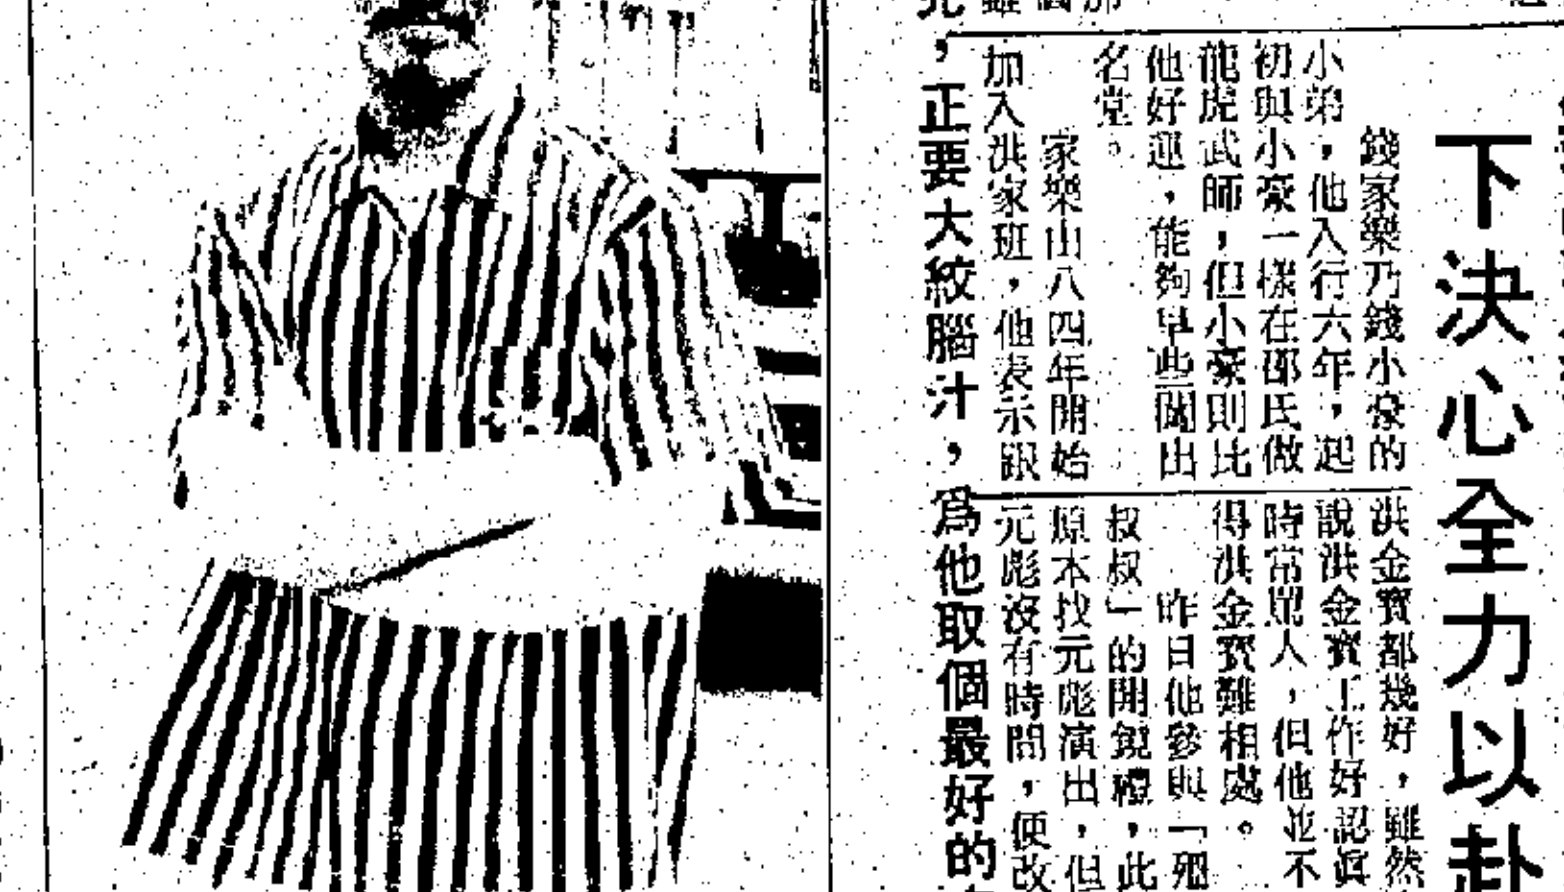 下決心全力以赴
錢家樂乃錢小豪的
小弟，他入行六年，起
初與小豪一樣在邵氏做
龍虎武師，但小豪則比
他好運，能夠早些闖出
名堂。
家樂由八四年開始
加入洪家班，他表示跟
洪金寶都幾好，雖然
說洪金寶工作好認眞
時常鬧人，但他並不
得洪金寶難相處。
昨日他參與「殭
叔叔」的開鏡禮，此
原本找元彪演出，但
元彪沒有時間，便改
，正要大絞腦汁，爲他取個最好的